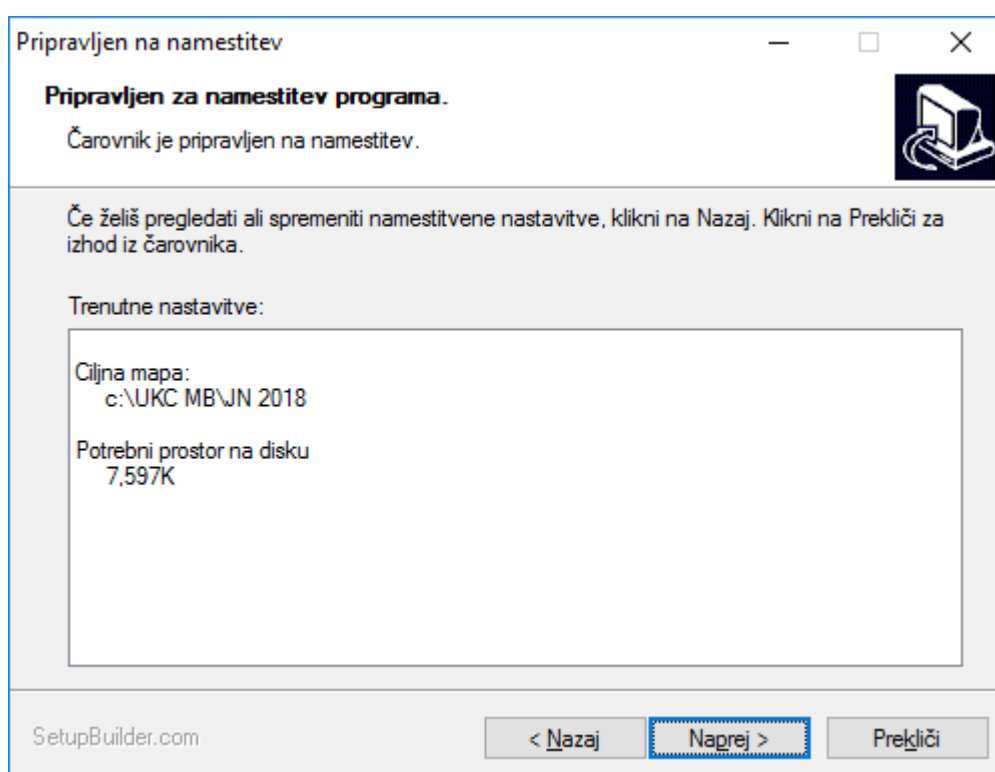 Pripravljen na namestitev
Pripravljen za namestitev programa.
Čarovnik je pripravljen na namestitev.
Če želiš pregledati ali spremeniti namestitvene nastavitve, klikni na Nazaj. Klikni na Prekliči za
izhod iz čarovnika.
Trenutne nastavitve:
Ciljna mapa:
c:\UKC MB\JN 2018
Potrebni prostor na disku
7,597K
SetupBuilder.com
< Nazaj
Naprej >
Prekliči